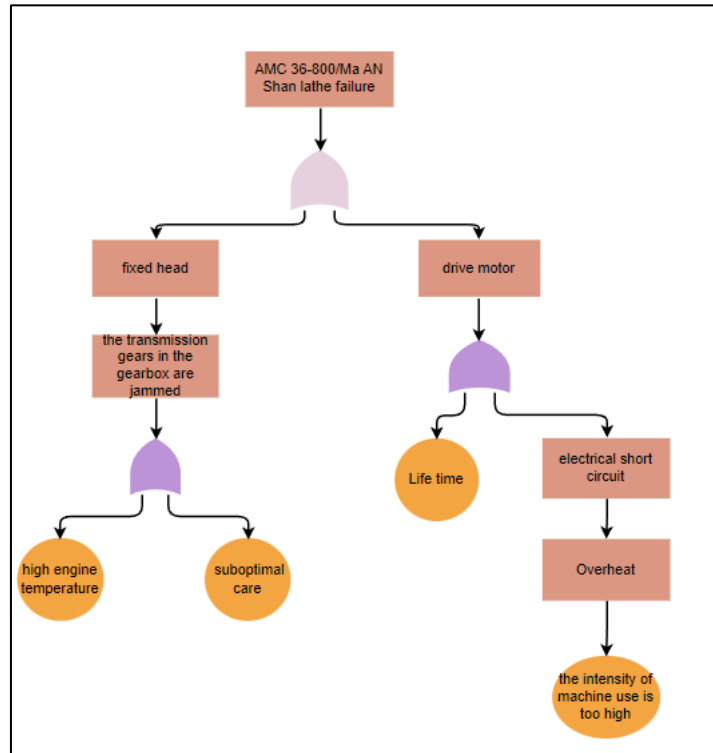 AMC 36-800/Ma AN
Shan lathe failure
fixed head
drive motor
the transmission
gears in the
gearbox are
jammed
Life time
electrical short
circuit
high engine
temperature
suboptimal
care
Overheat
the intensity of
machine use is
too high